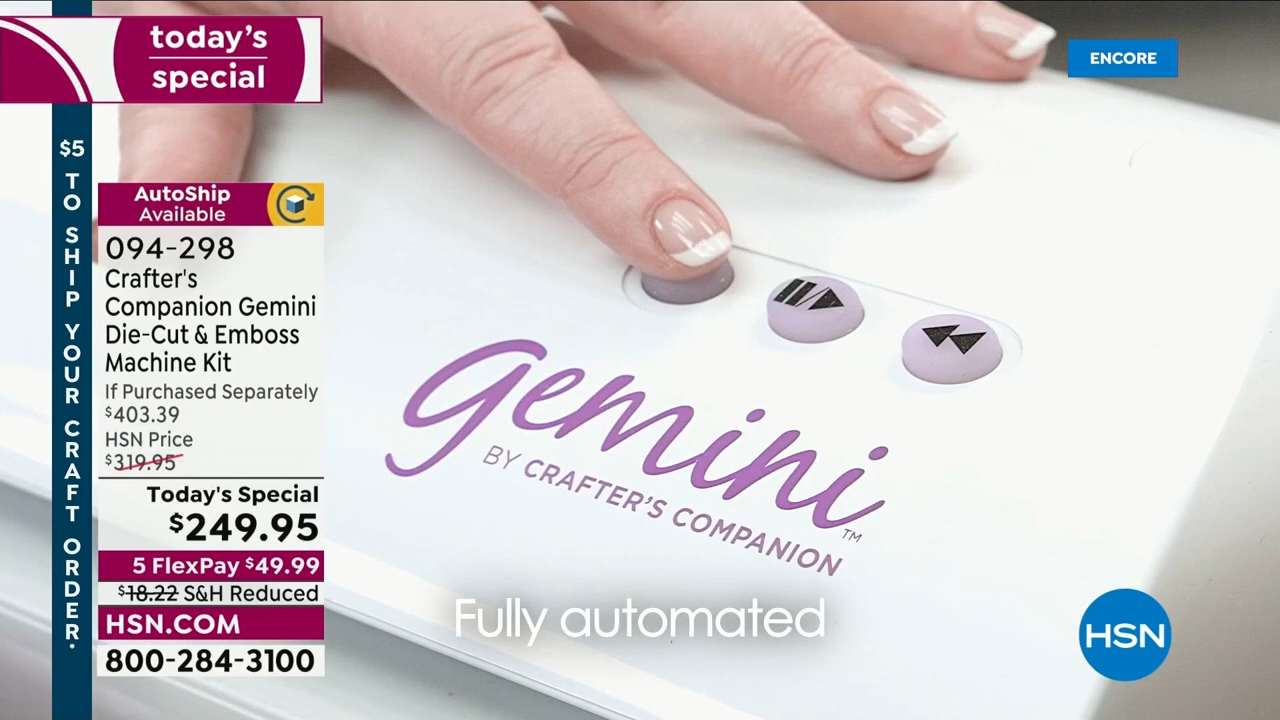 today's
special
ENCORE
$5 TO SHIP YOUR CRAFT ORDER.
AutoShip
Available
094-298
Crafter's
Companion Gemini
Die-Cut & Emboss
Machine Kit
If Purchased Separately
$403.39
HSN Price
$319.95
Today's Special
$249.95
5 FlexPay $49.99
$18.22 S&H Reduced
HSN.COM
800-284-3100
gemini
BY CRAFTER'S COMPANION
TM
Fully automated
HSN